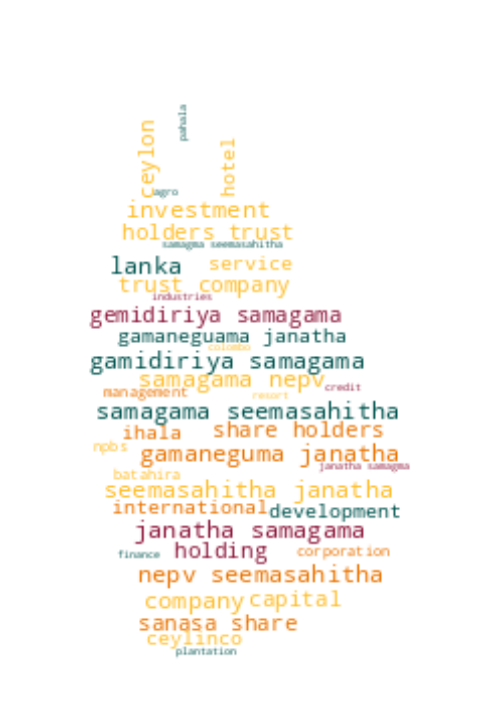 pahala
ceylon
hotel
agro
investment
holders trust
samagma seemasahitha
lanka service
trust company
industries
gemidiriya samagama
gamaneguama janatha
colombo
gamidiriya samagama
samagama nepv
credit
management
resort
samagama seemasahitha
ihala share holders
npbs
gamaneguma janatha
janatha samagma
batahira
seemasahitha janatha
international development
janatha samagama
finance holding corporation
nepv seemasahitha
company capital
sanasa share
ceylinco
plantation